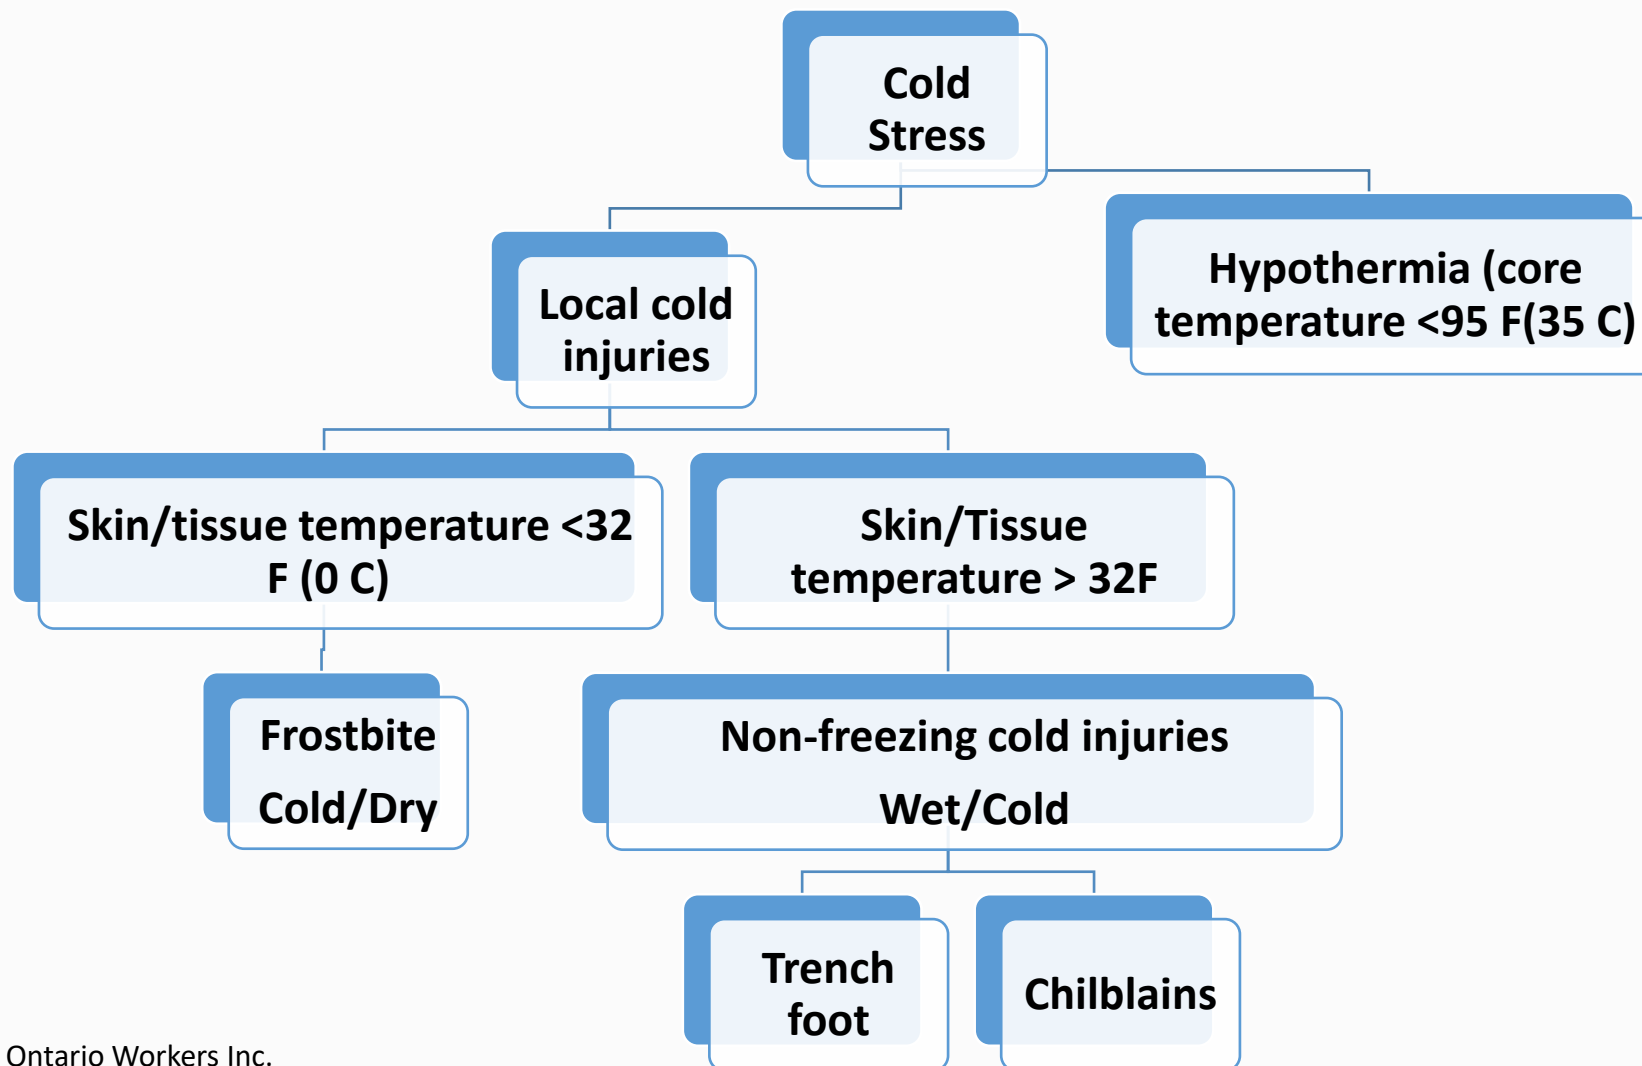 Cold
Stress
Hypothermia (core
temperature <95 F(35 C)
Local cold
injuries
Skin/tissue temperature <32
F (0 C)
Skin/Tissue
temperature > 32F
Frostbite
Cold/Dry
Non-freezing cold injuries
Wet/Cold
Trench
foot
Chilblains
Ontario Workers Inc.